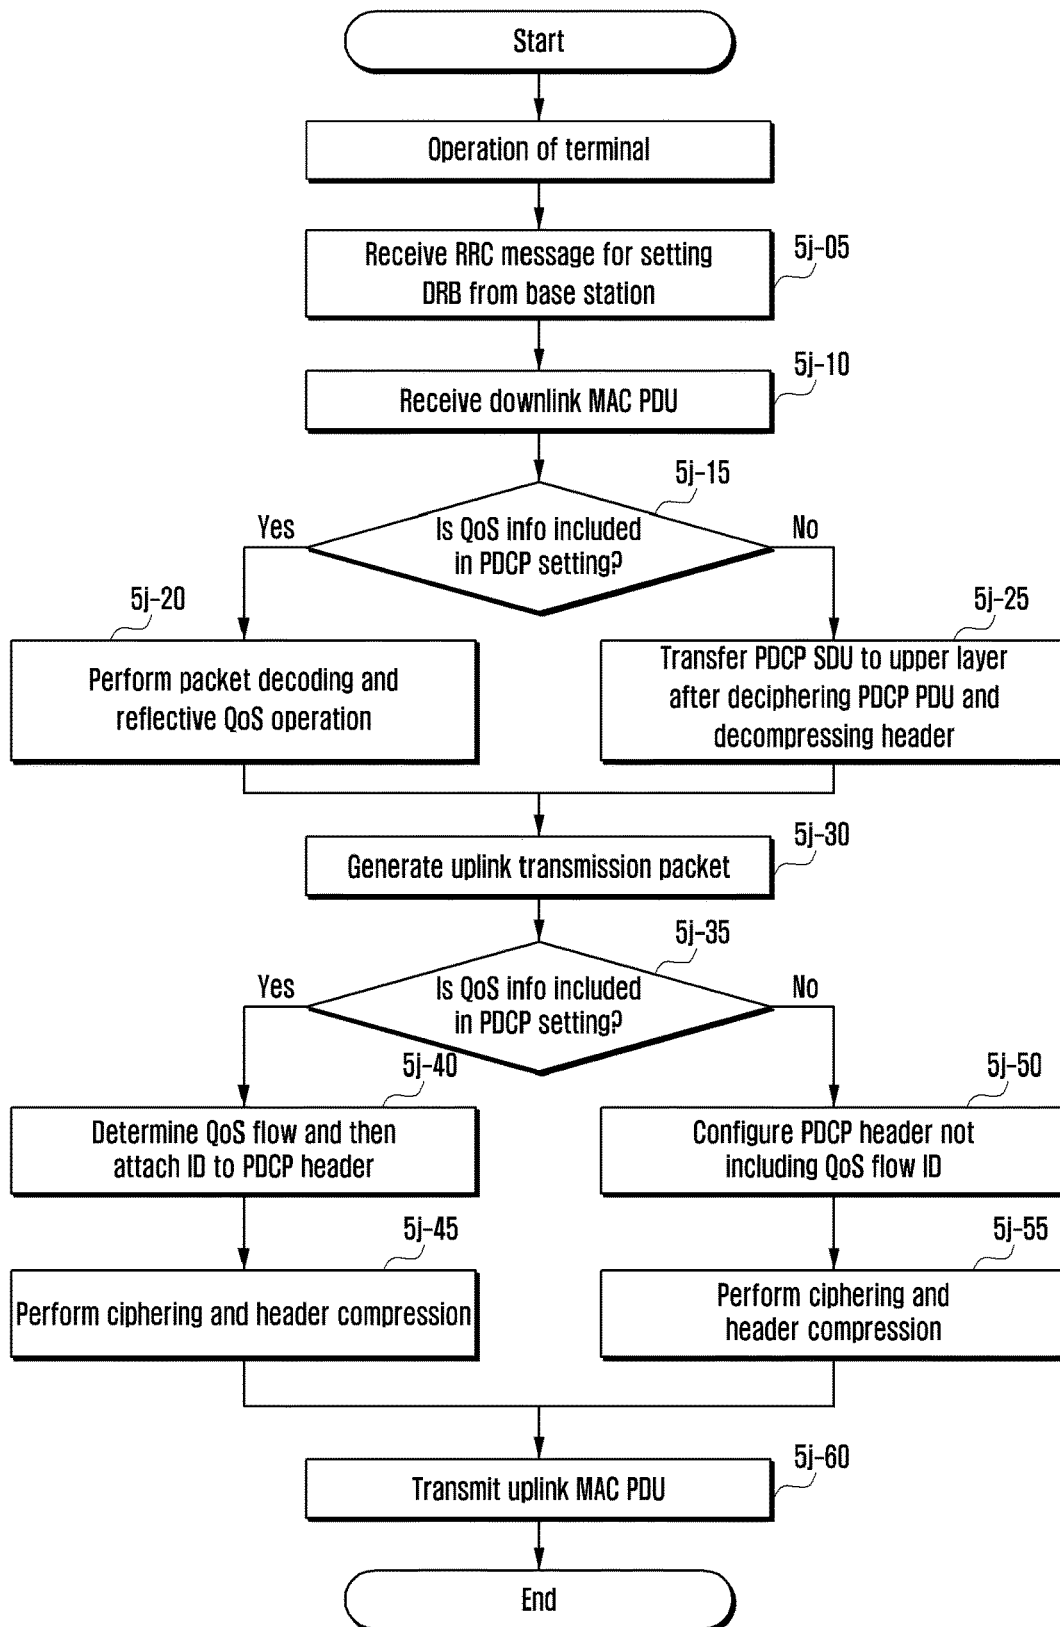 Start
Operation of terminal
Receive RRC message for setting
DRB from base station
5j-05
Receive downlink MAC PDU
5j-10
Is QoS info included
in PDCP setting?
5j-15
Yes
No
Perform packet decoding and
reflective QoS operation
5j-20
Transfer PDCP SDU to upper layer
after deciphering PDCP PDU and
decompressing header
5j-25
Generate uplink transmission packet
5j-30
Is QoS info included
in PDCP setting?
5j-35
Yes
No
Determine QoS flow and then
attach ID to PDCP header
5j-40
Configure PDCP header not
including QoS flow ID
5j-50
Perform ciphering and header compression
5j-45
Perform ciphering and
header compression
5j-55
Transmit uplink MAC PDU
5j-60
End